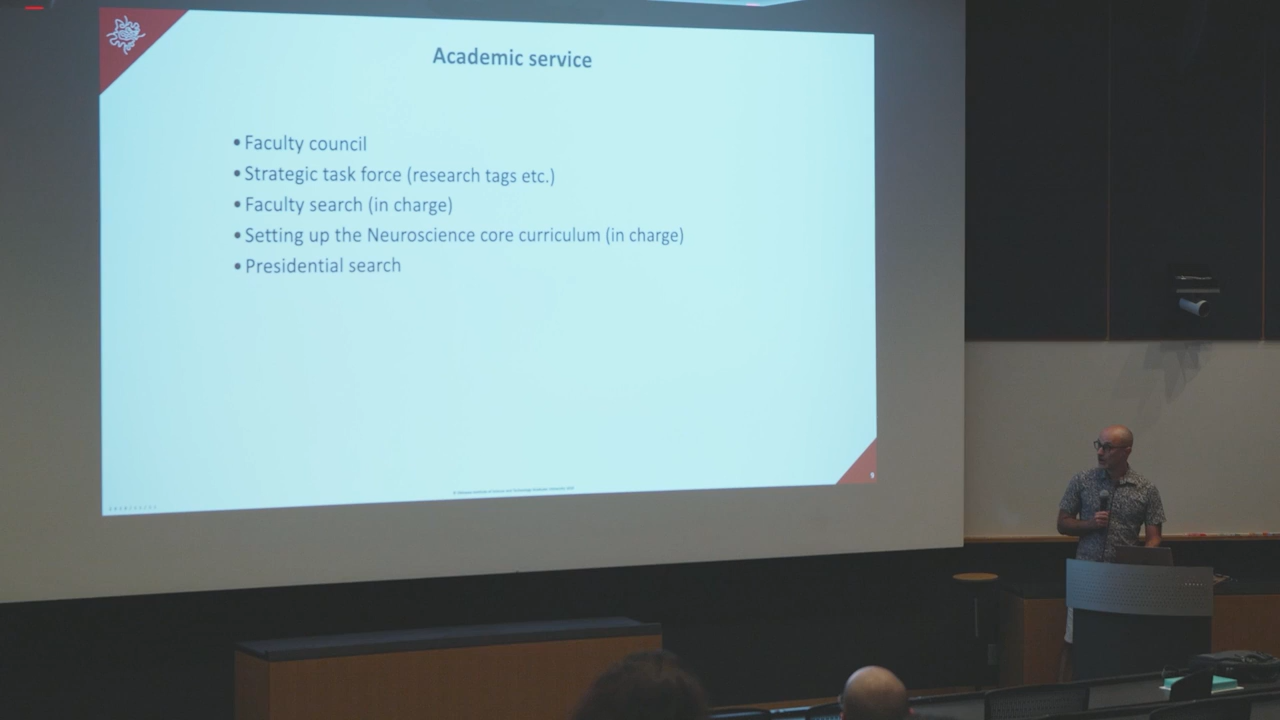 Academic service
• Faculty council
• Strategic task force (research tags etc.)
• Faculty search (in charge)
• Setting up the Neuroscience core curriculum (in charge)
• Presidential search